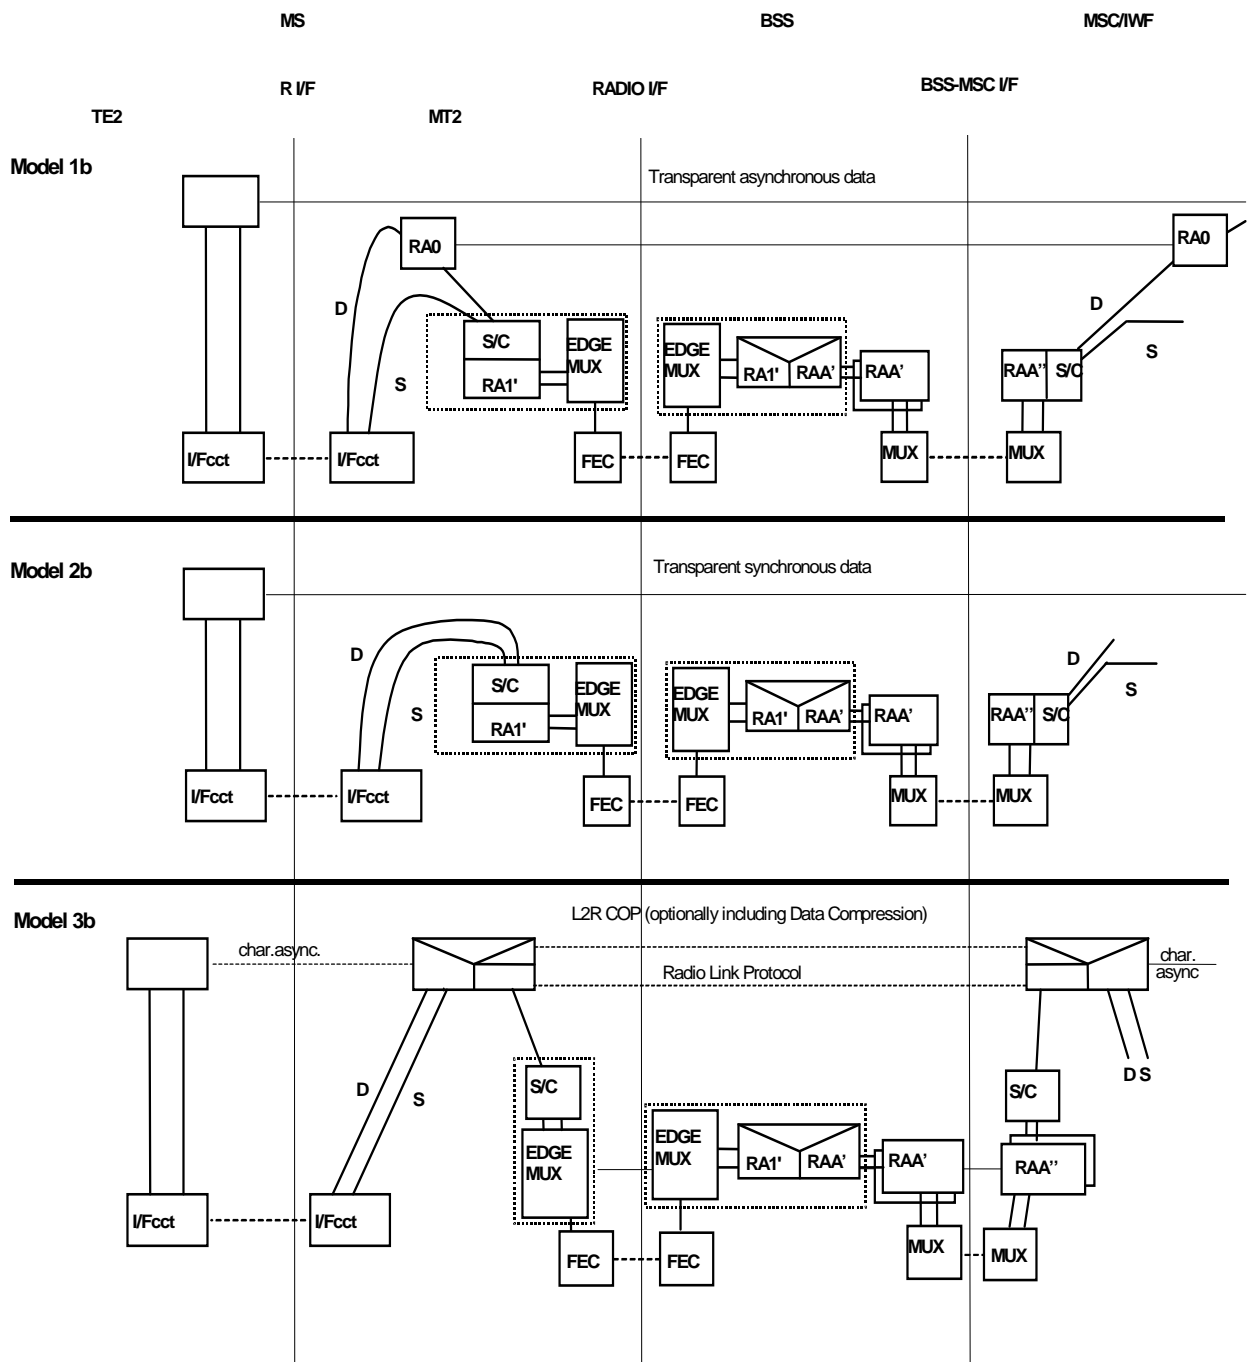 MS BSS MSC/IWF
R I/F RADIO I/F BSS-MSC I/F
TE2 MT2
Model 1b
Transparent asynchronous data
RA0 RA0
D D
S/C EDGE MUX EDGE MUX S
S RA1' RA1' RAA' RAA' RAA'' S/C
I/Fcct I/Fcct FEC FEC MUX MUX
Model 2b
Transparent synchronous data
D D
S/C EDGE MUX EDGE MUX S
S RA1' RA1' RAA' RAA' RAA'' S/C
I/Fcct I/Fcct FEC FEC MUX MUX
Model 3b
L2R COP (optionally including Data Compression)
char.async. char. async
Radio Link Protocol
D S S/C D S
S/C
EDGE MUX EDGE MUX RA1' RAA' RAA' RAA''
I/Fcct I/Fcct FEC FEC MUX MUX